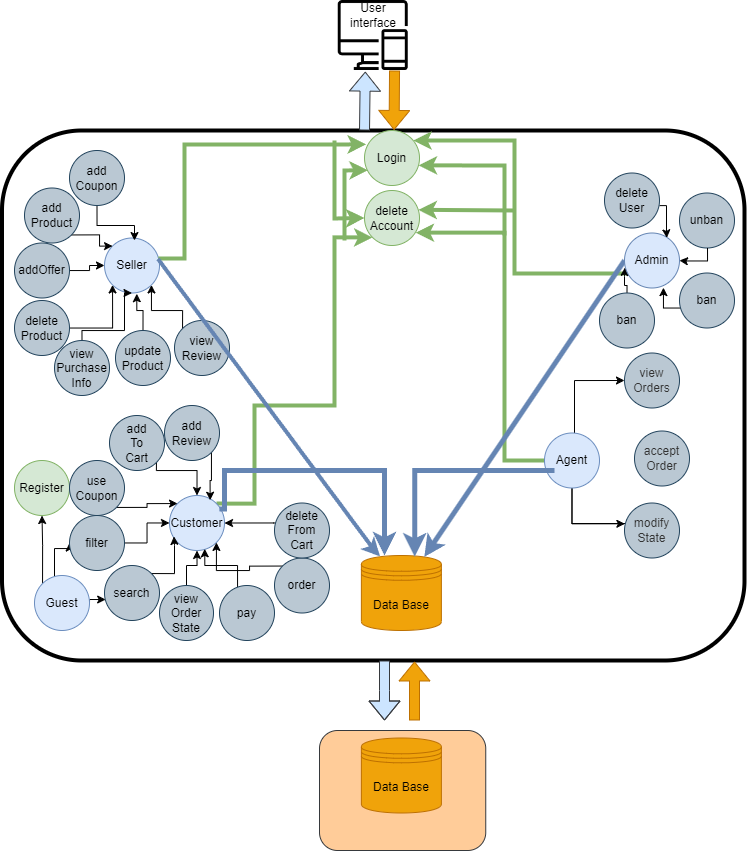 User
interface
Login
delete
Account
add
Coupon
add
Product
addOffer
Seller
delete
Product
view
Purchase
Info
update
Product
view
Review
delete
User
unban
Admin
ban
ban
view
Orders
Agent
accept
Order
modify
State
add
To
Cart
add
Review
Register
use
Coupon
Customer
filter
delete
From
Cart
Guest
search
view
Order
State
pay
order
Data Base
Data Base